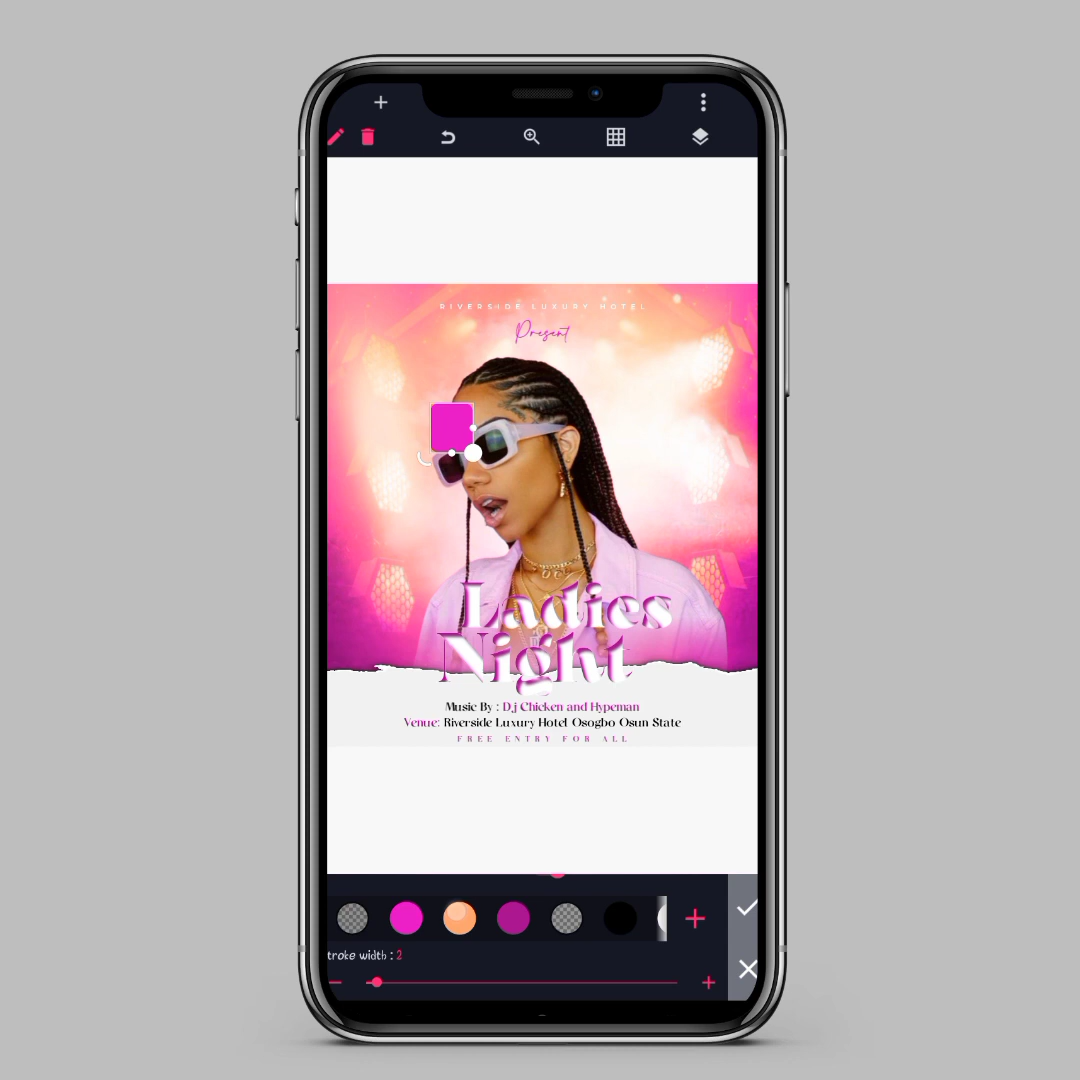 RIVERSIDE LUXURY HOTEL
Present
Ladies
Night
Music By : Dj Chicken and Hypeman
Venue: Riverside Luxury Hotel Osogbo Osun State
FREE ENTRY FOR ALL
troke width : 2